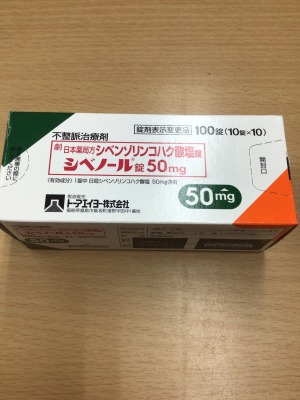 不整脈治療剤
錠剤表示変更品
100錠(10錠×10)
劇 日本薬局方 シベンゾリンコハク酸塩錠
シベノール®錠50mg
(有効成分)1錠中 日局シベンゾリンコハク酸塩 50mg含有
50mg
開封口
製造販売
トーアエイヨー株式会社